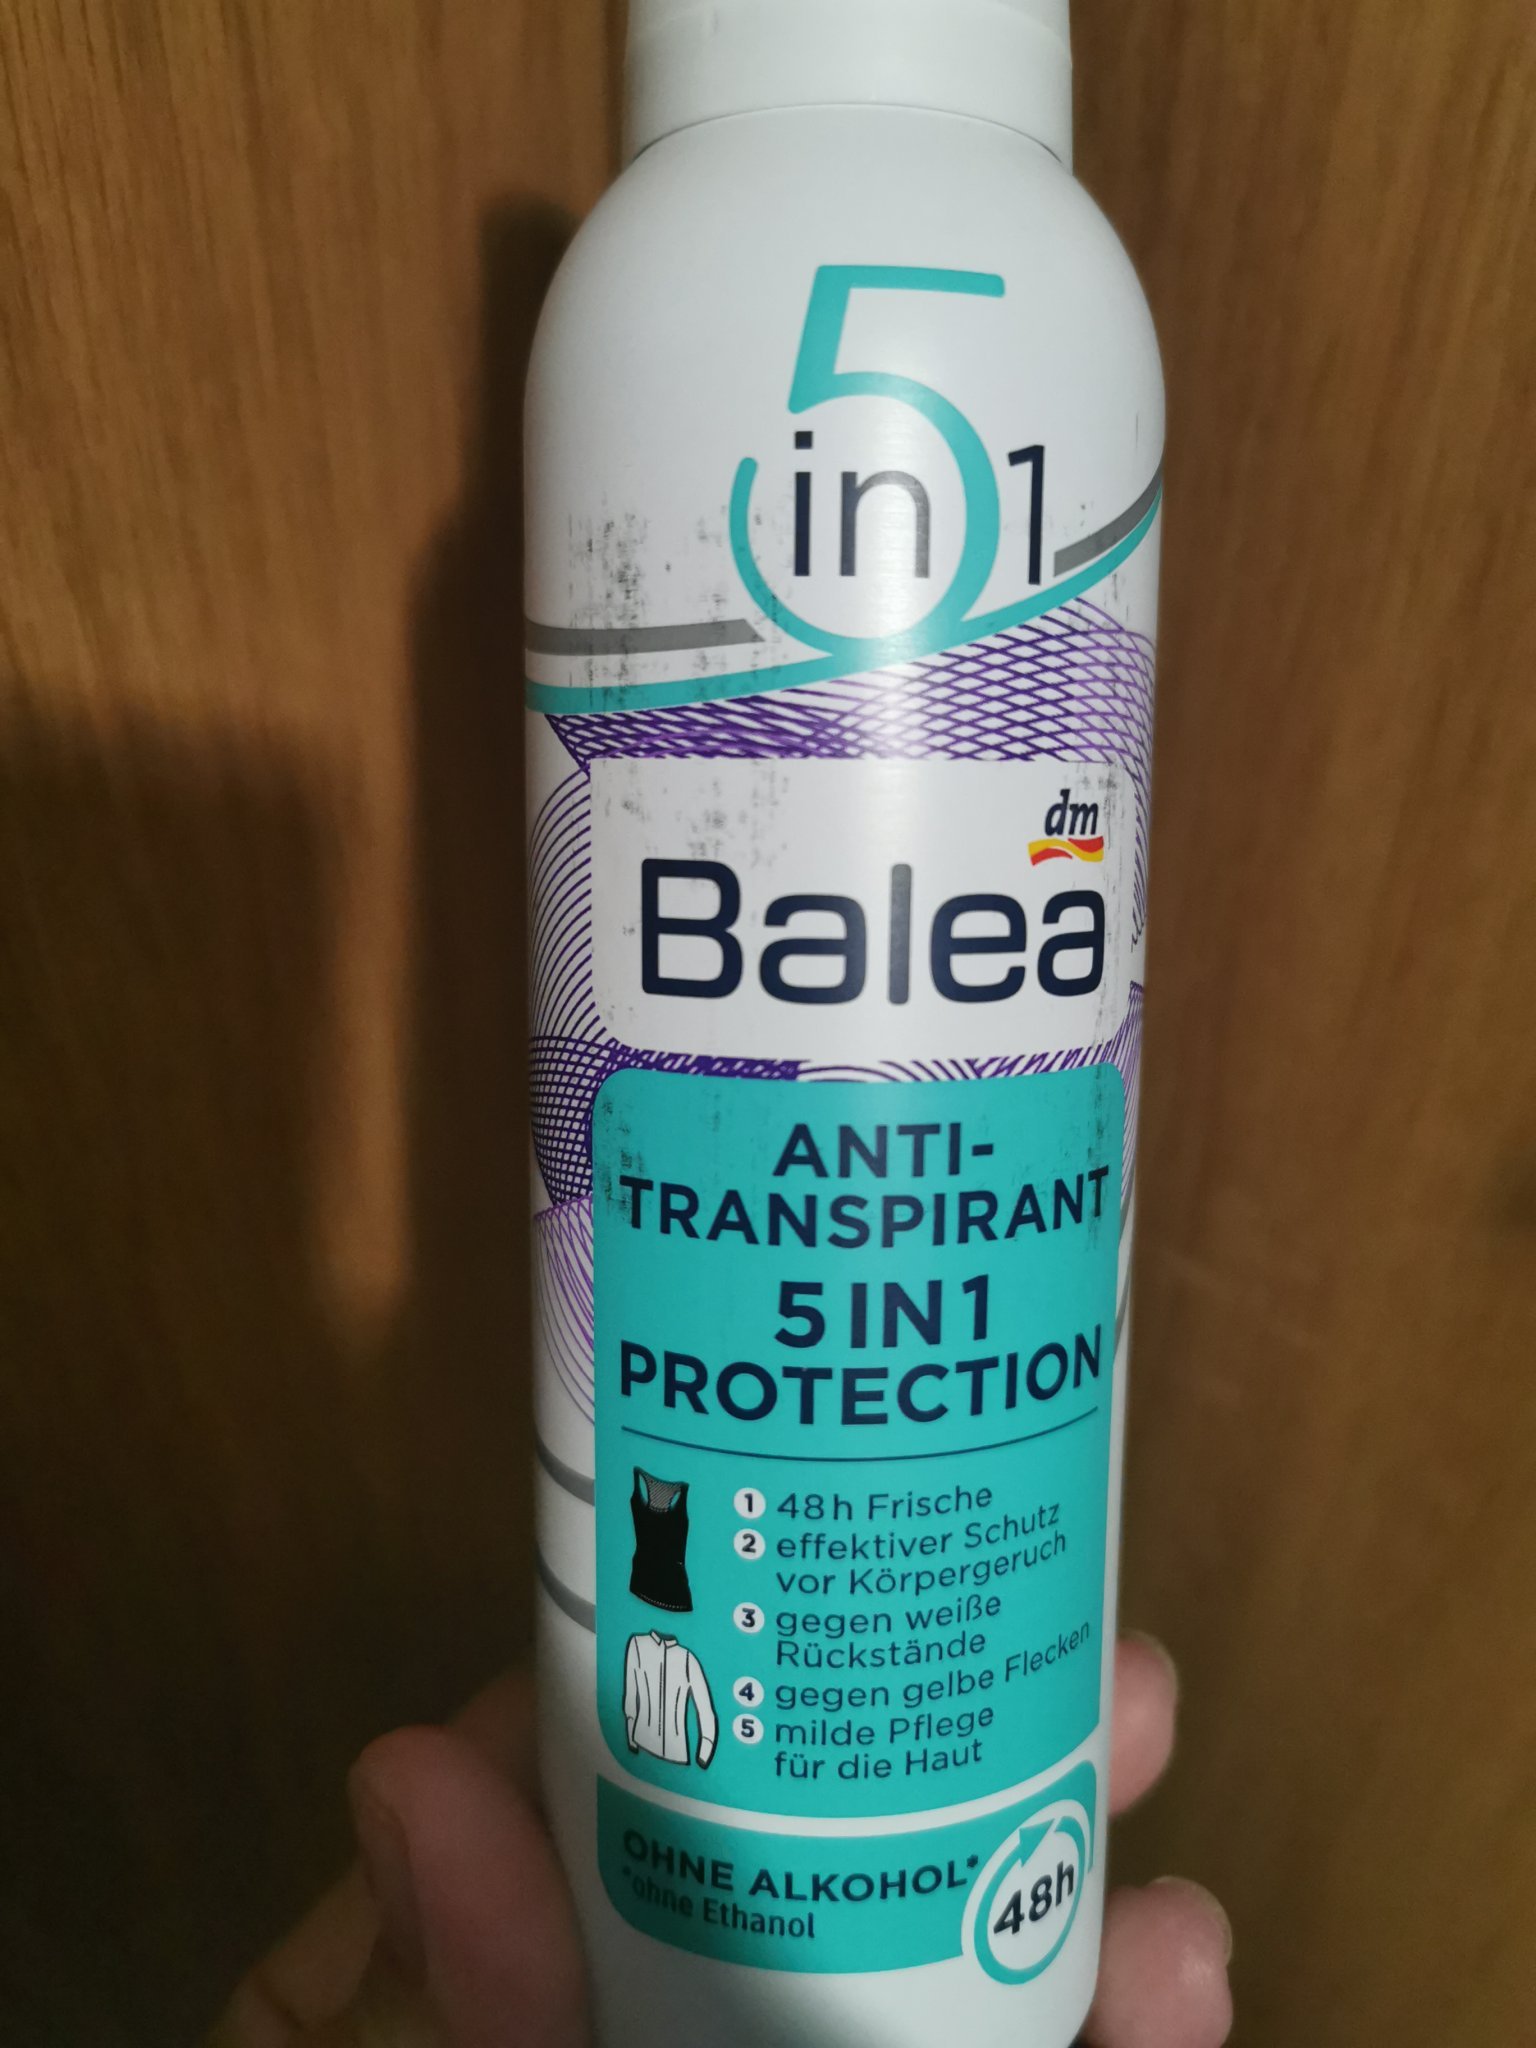 5
in 1
dm
Balea
ANTI-
TRANSPIRANT
5 IN 1
PROTECTION
1 48h Frische
2 effektiver Schutz
vor Körpergeruch
3 gegen weiße
Rückstände
4 gegen gelbe Flecken
5 milde Pflege
für die Haut
OHNE ALKOHOL*
*ohne Ethanol
48h